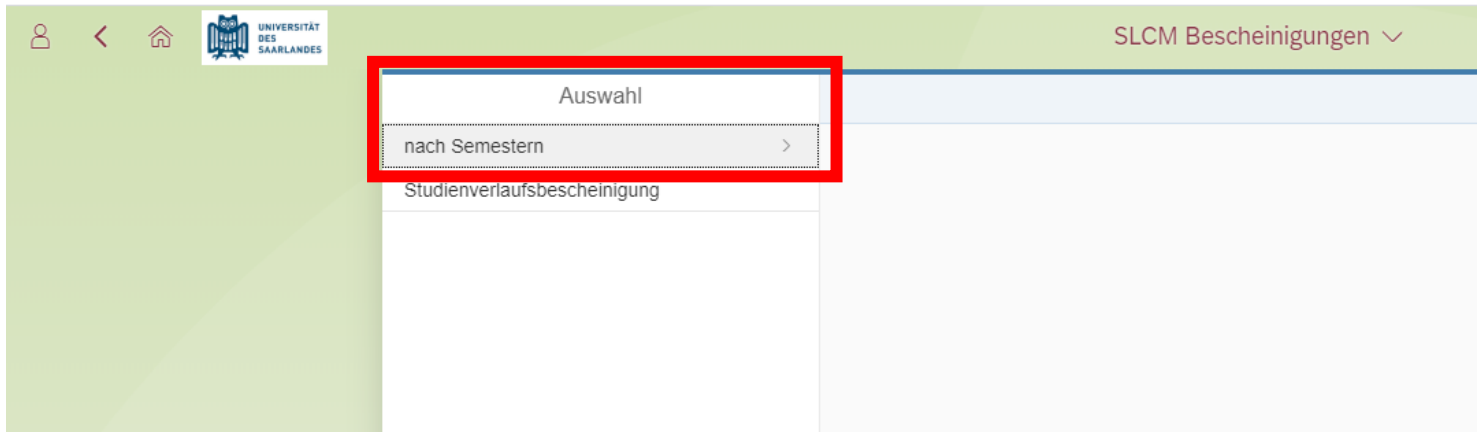 UNIVERSITÄT
DES
SAARLANDES
SLCM Bescheinigungen
Auswahl
nach Semestern
Studienverlaufsbescheinigung